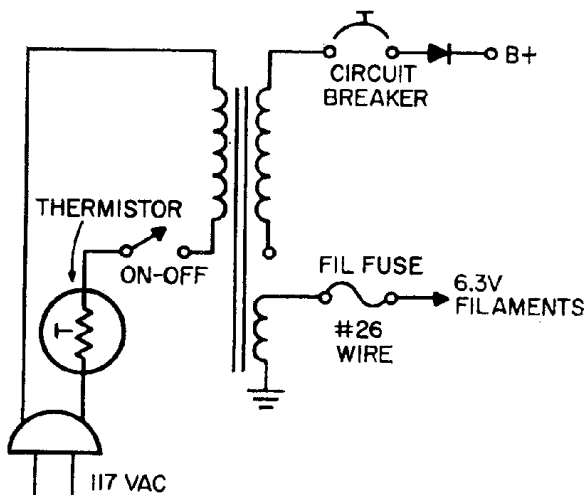 B+
CIRCUIT
BREAKER
THERMISTOR
ON-OFF
FIL FUSE
6.3V
FILAMENTS
#26
WIRE
T
117 VAC